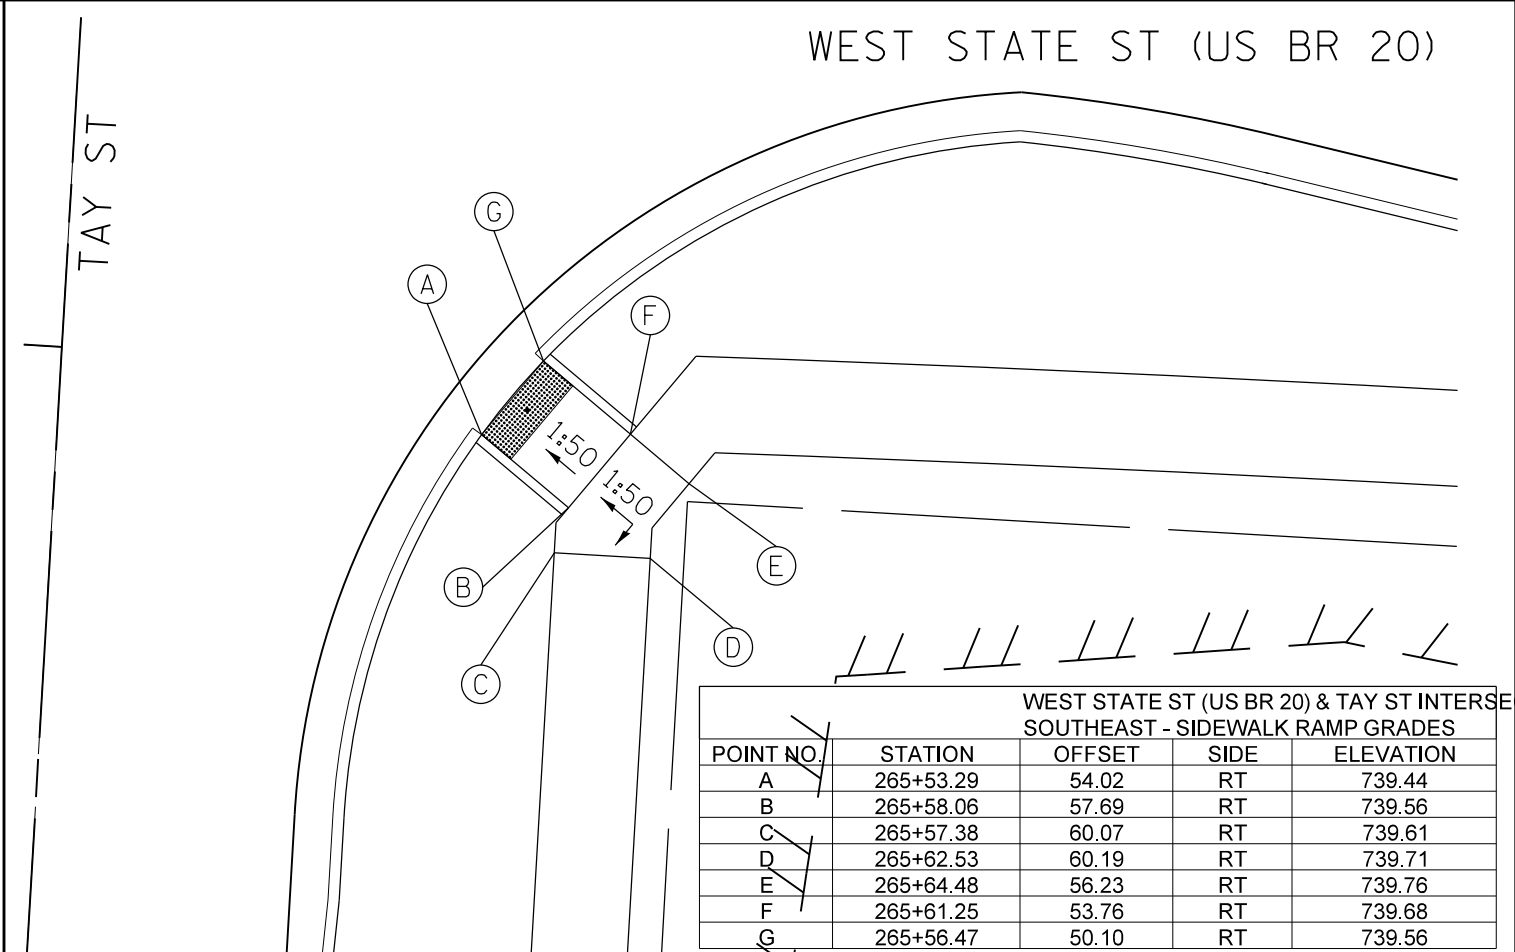 WEST STATE ST (US BR 20)
TAY ST
G
A
F
1:50
1:50
B
E
D
C
WEST STATE ST (US BR 20) & TAY ST INTERSE
SOUTHEAST - SIDEWALK RAMP GRADES
POINT NO. STATION OFFSET SIDE ELEVATION
A 265+53.29 54.02 RT 739.44
B 265+58.06 57.69 RT 739.56
C 265+57.38 60.07 RT 739.61
D 265+62.53 60.19 RT 739.71
E 265+64.48 56.23 RT 739.76
F 265+61.25 53.76 RT 739.68
G 265+56.47 50.10 RT 739.56